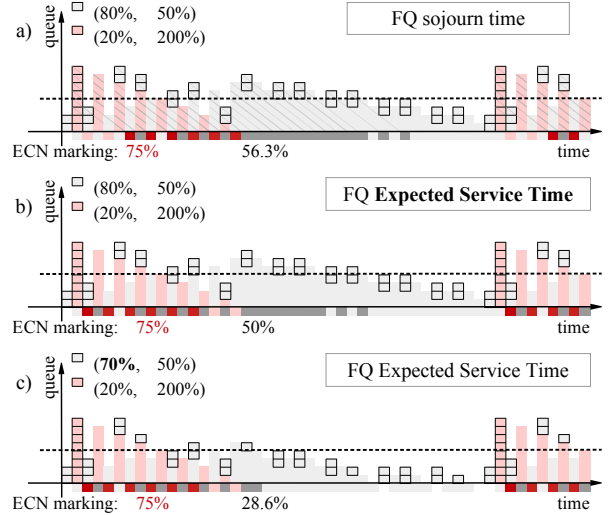 queue
(80%, 50%)
(20%, 200%)
a)
FQ sojourn time
ECN marking: 75% 56.3% time
queue
(80%, 50%)
(20%, 200%)
b)
FQ Expected Service Time
ECN marking: 75% 50% time
queue
(70%, 50%)
(20%, 200%)
c)
FQ Expected Service Time
ECN marking: 75% 28.6% time